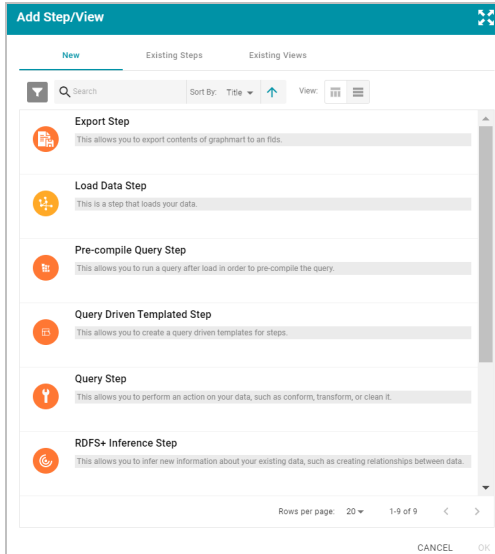 Add Step/View
New Existing Steps Existing Views
Search Sort By: Title View:
Export Step
This allows you to export contents of graphmart to an flds.
Load Data Step
This is a step that loads your data.
Pre-compile Query Step
This allows you to run a query after load in order to pre-compile the query.
Query Driven Templated Step
This allows you to create a query driven templates for steps.
Query Step
This allows you to perform an action on your data, such as conform, transform, or clean it.
RDFS+ Inference Step
This allows you to infer new information about your existing data, such as creating relationships between data.
Rows per page: 20 1-9 of 9
CANCEL OK